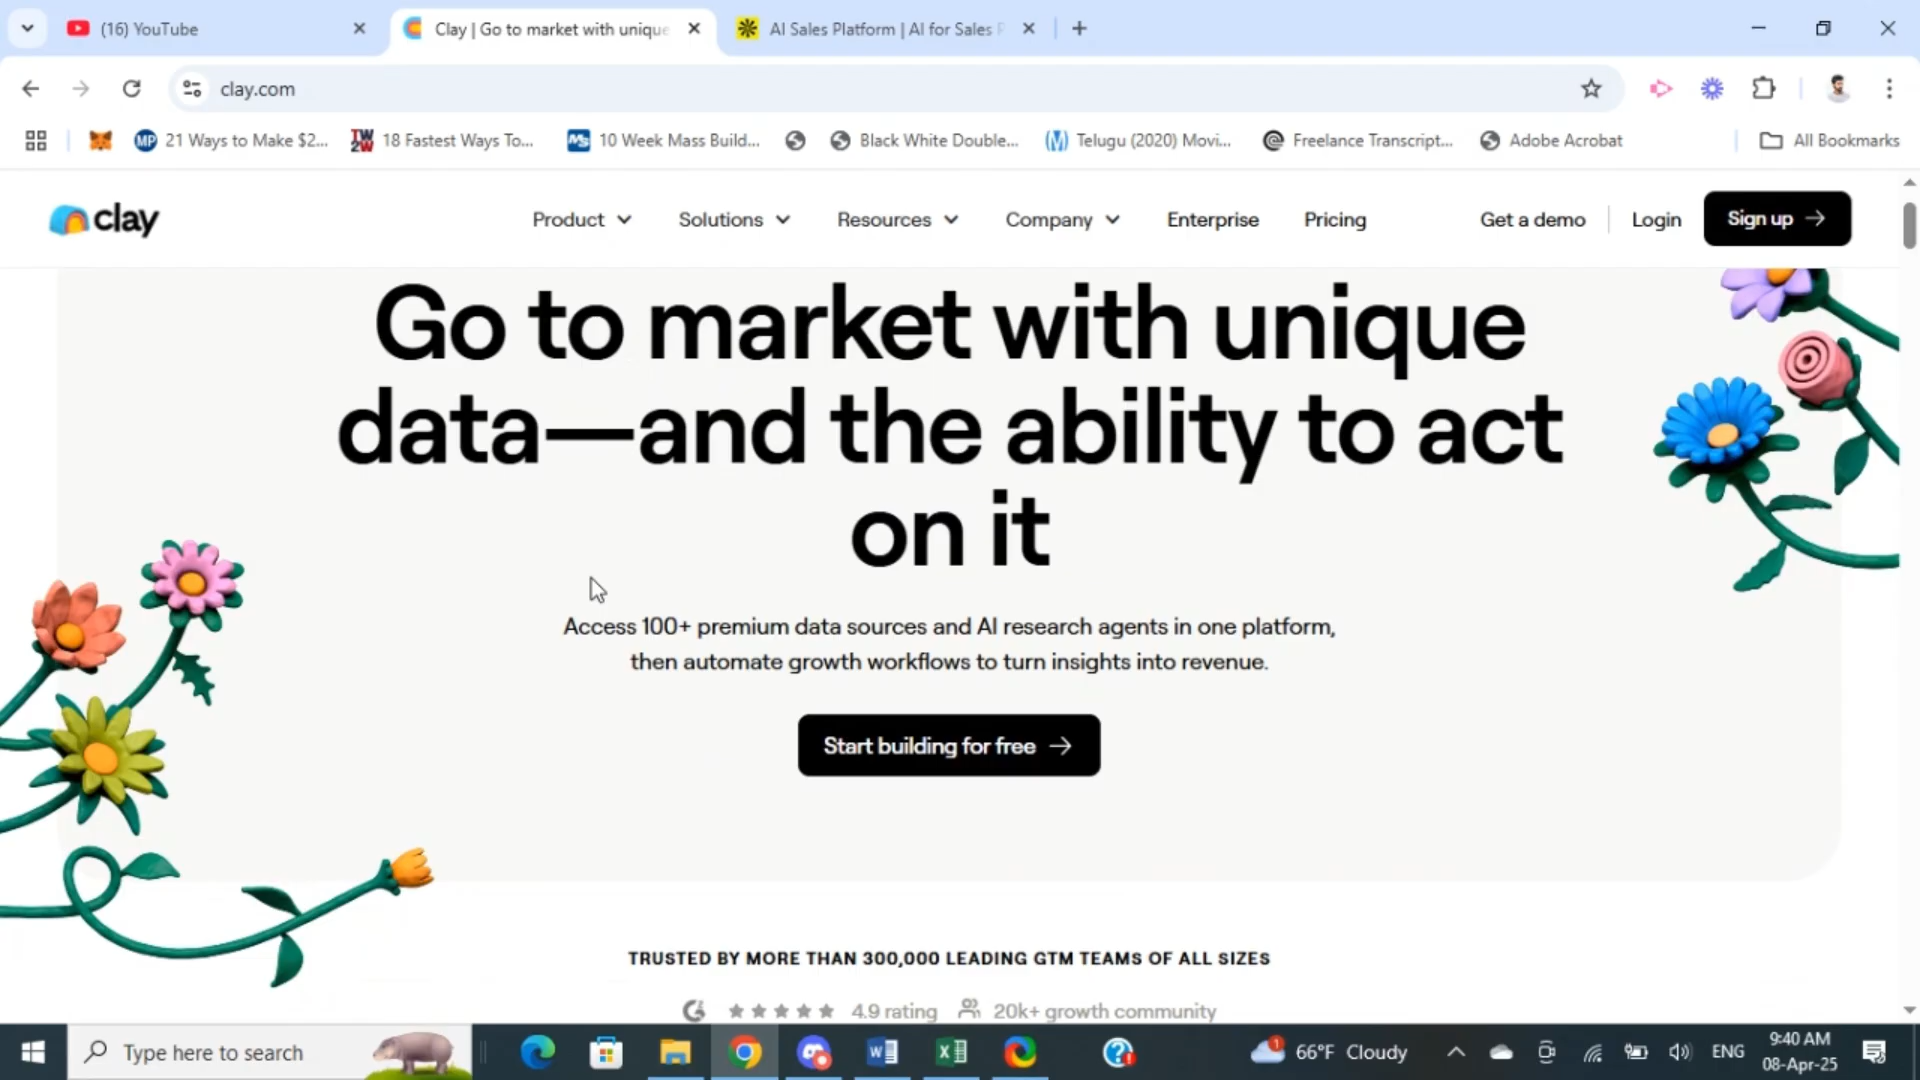 (16) YouTube
Clay | Go to market with unique
AI Sales Platform | AI for Sales P
clay.com
21 Ways to Make $2...
18 Fastest Ways To...
10 Week Mass Build...
Black White Double...
Telugu (2020) Movi...
Freelance Transcript...
Adobe Acrobat
All Bookmarks
clay
Product
Solutions
Resources
Company
Enterprise
Pricing
Get a demo
Login
Sign up →
Go to market with unique
data—and the ability to act
on it
Access 100+ premium data sources and AI research agents in one platform,
then automate growth workflows to turn insights into revenue.
Start building for free →
TRUSTED BY MORE THAN 300,000 LEADING GTM TEAMS OF ALL SIZES
4.9 rating
20k+ growth community
Type here to search
66°F Cloudy
ENG
9:40 AM
08-Apr-25